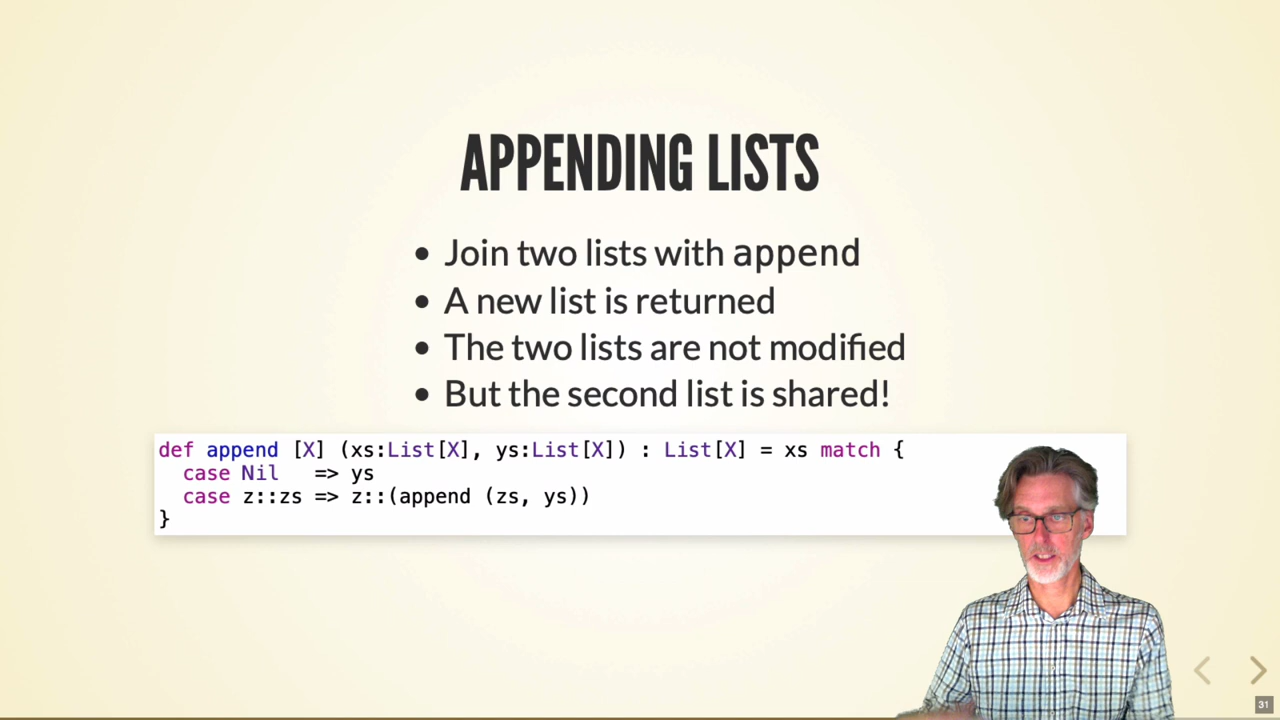 APPENDING LISTS
• Join two lists with append
• A new list is returned
• The two lists are not modified
• But the second list is shared!
def append [X] (xs:List[X], ys:List[X]) : List[X] = xs match {
  case Nil   => ys
  case z::zs => z::(append (zs, ys))
}
31